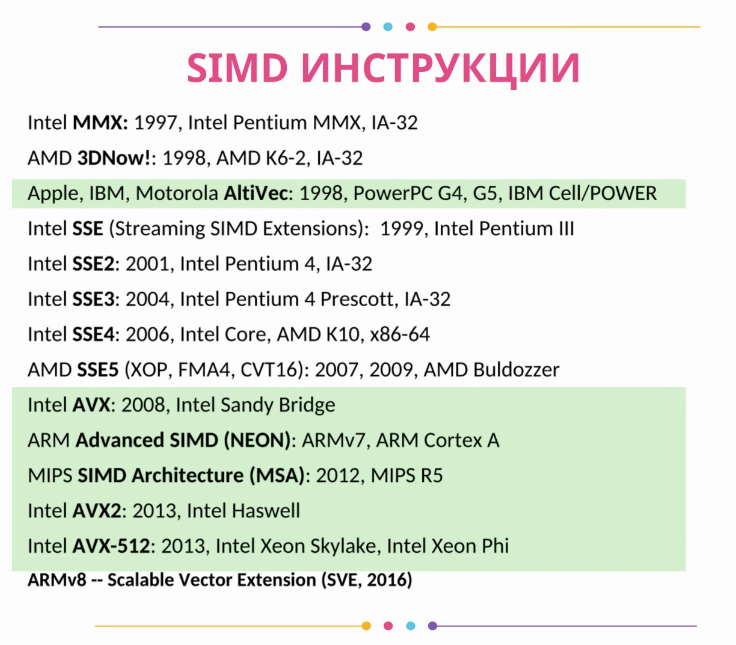 SIMD ИНСТРУКЦИИ
Intel MMX: 1997, Intel Pentium MMX, IA-32
AMD 3DNow!: 1998, AMD K6-2, IA-32
Apple, IBM, Motorola AltiVec: 1998, PowerPC G4, G5, IBM Cell/POWER
Intel SSE (Streaming SIMD Extensions): 1999, Intel Pentium III
Intel SSE2: 2001, Intel Pentium 4, IA-32
Intel SSE3: 2004, Intel Pentium 4 Prescott, IA-32
Intel SSE4: 2006, Intel Core, AMD K10, x86-64
AMD SSE5 (XOP, FMA4, CVT16): 2007, 2009, AMD Buldozzer
Intel AVX: 2008, Intel Sandy Bridge
ARM Advanced SIMD (NEON): ARMv7, ARM Cortex A
MIPS SIMD Architecture (MSA): 2012, MIPS R5
Intel AVX2: 2013, Intel Haswell
Intel AVX-512: 2013, Intel Xeon Skylake, Intel Xeon Phi
ARMv8 -- Scalable Vector Extension (SVE, 2016)